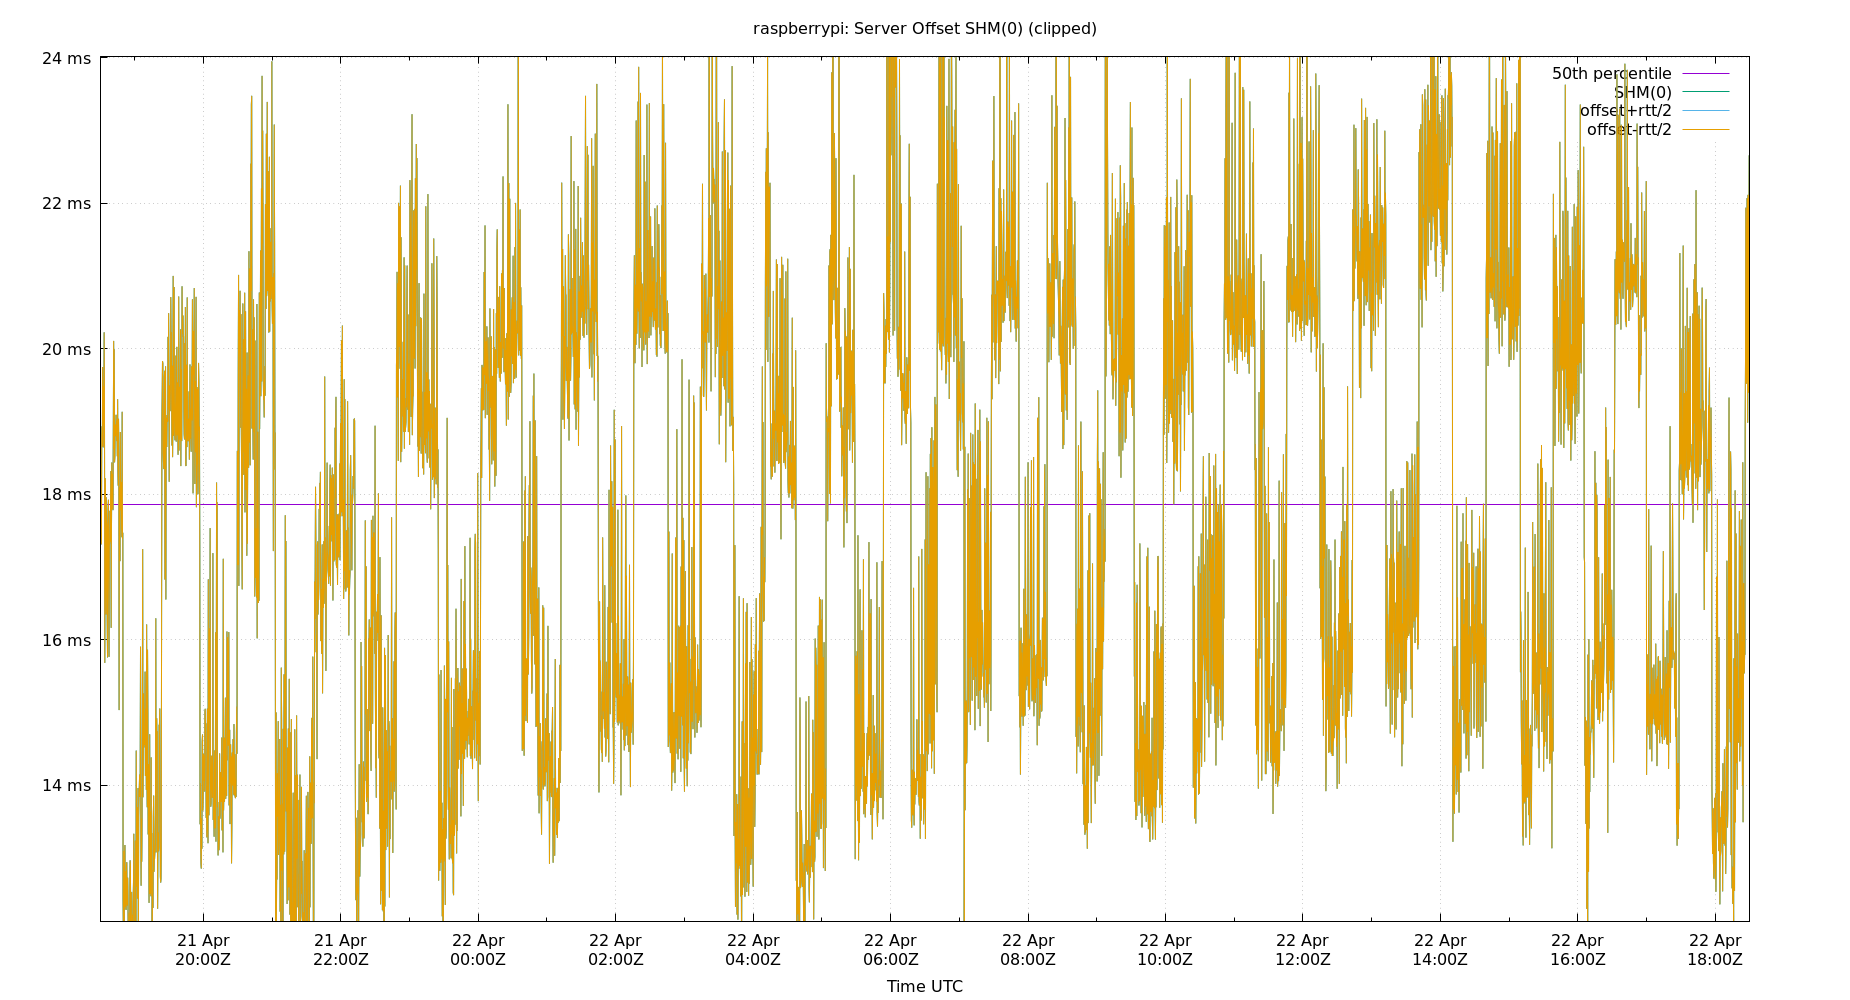 raspberrypi: Server Offset SHM(0) (clipped)
24 ms
22 ms
20 ms
18 ms
16 ms
14 ms
50th percentile
SHM(0)
offset+rtt/2
offset-rtt/2
21 Apr 21 Apr 22 Apr 22 Apr 22 Apr 22 Apr 22 Apr 22 Apr 22 Apr 22 Apr 22 Apr 22 Apr
20:00Z 22:00Z 00:00Z 02:00Z 04:00Z 06:00Z 08:00Z 10:00Z 12:00Z 14:00Z 16:00Z 18:00Z
Time UTC